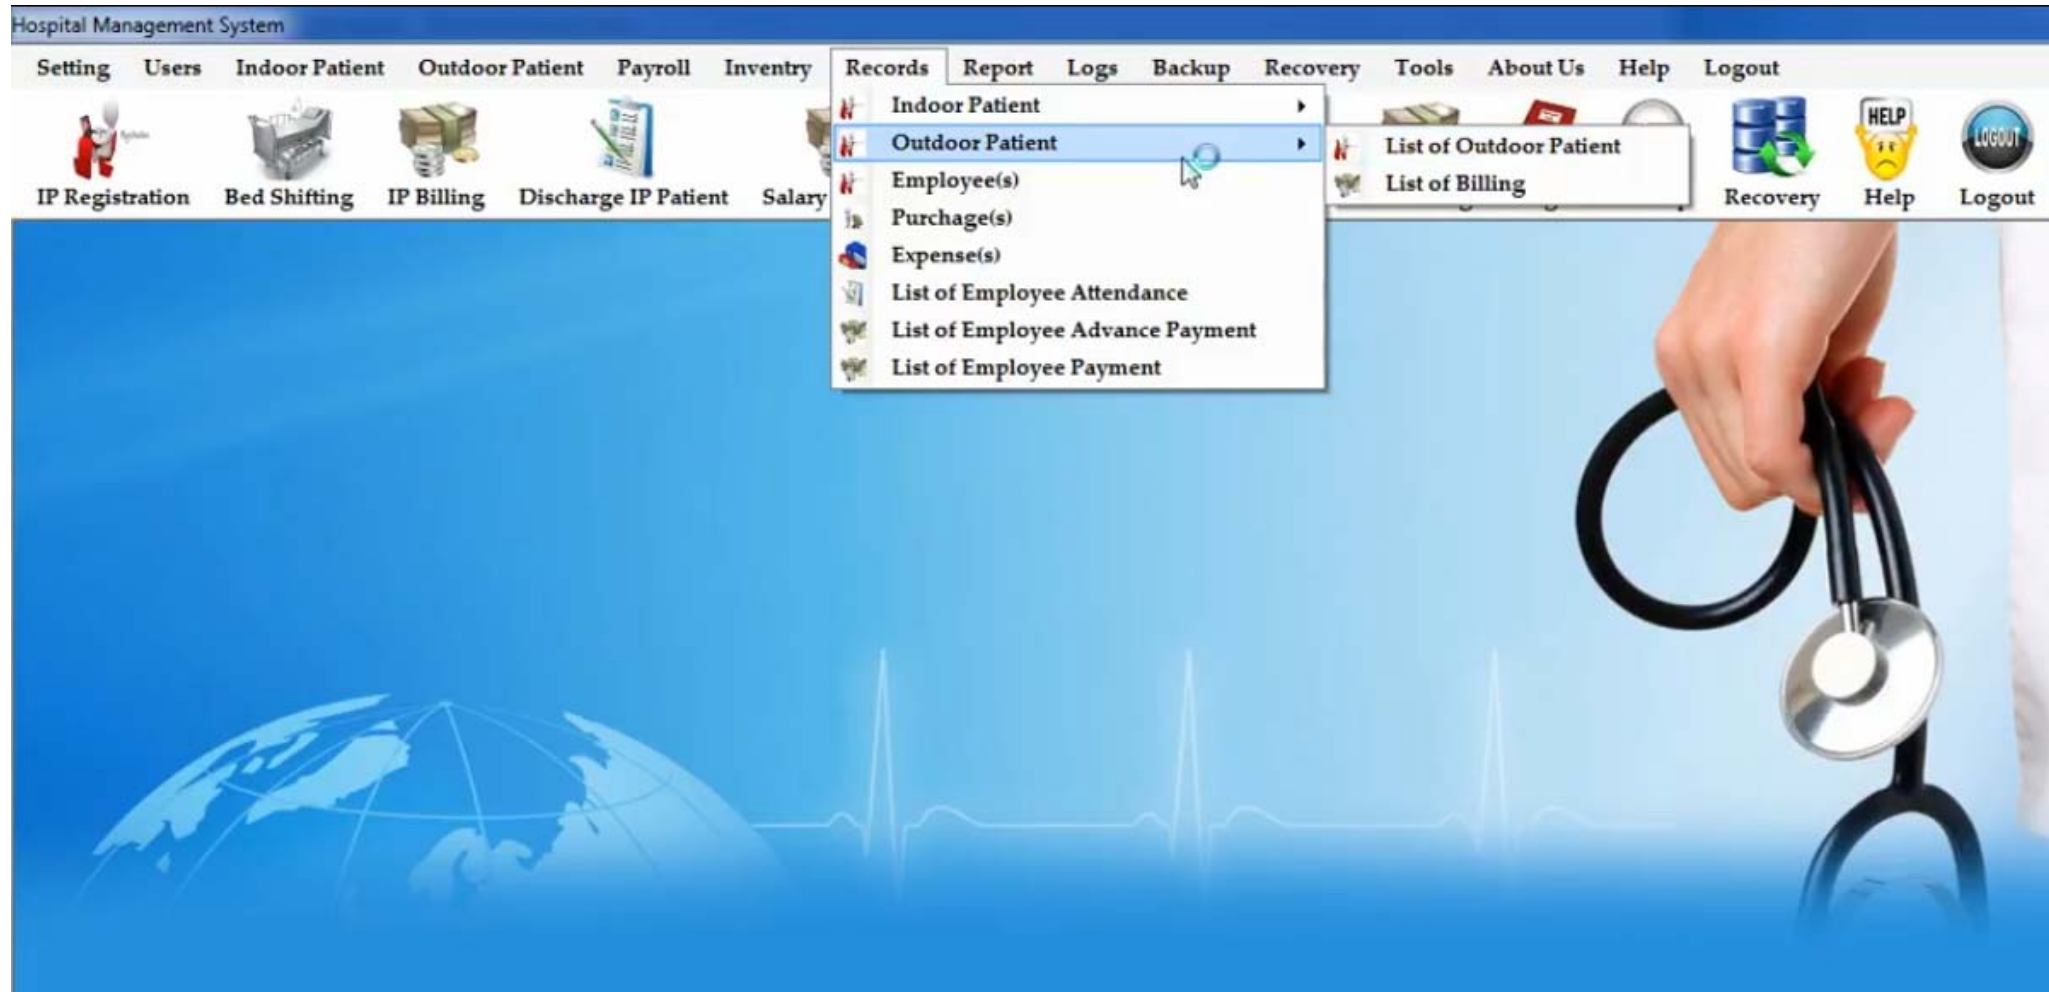 Hospital Management System
Setting Users Indoor Patient Outdoor Patient Payroll Inventry Records Report Logs Backup Recovery Tools About Us Help Logout
IP Registration Bed Shifting IP Billing Discharge IP Patient Salary Recovery Help Logout
HELP
LOGOUT
Indoor Patient
Outdoor Patient
Employee(s)
Purchage(s)
Expense(s)
List of Employee Attendance
List of Employee Advance Payment
List of Employee Payment
List of Outdoor Patient
List of Billing